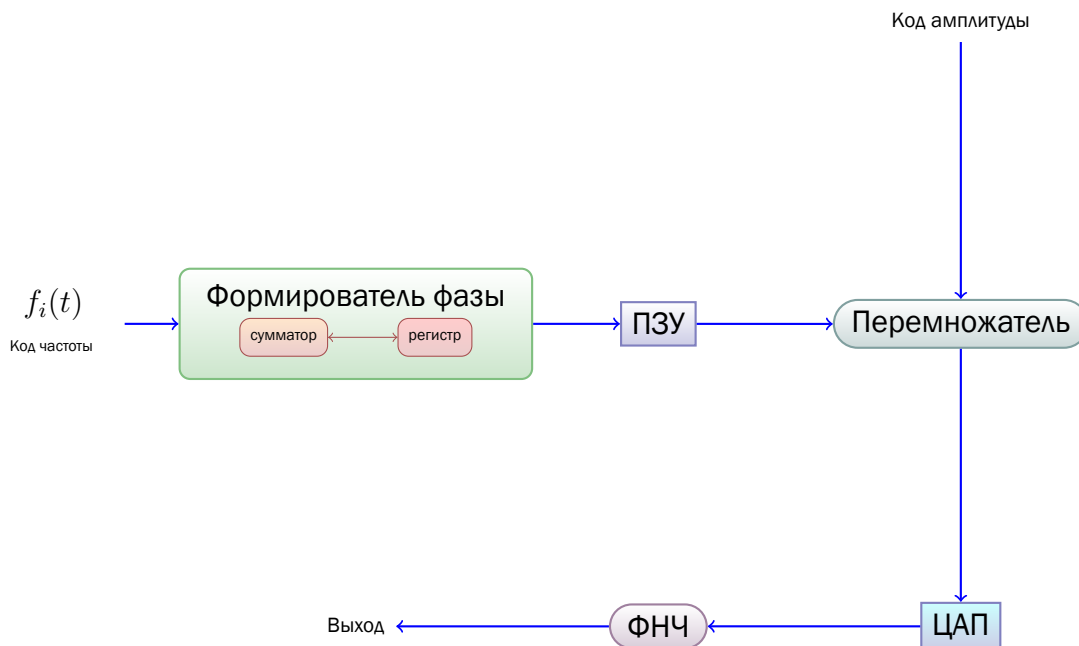 Код амплитуды
Формирователь фазы
сумматор
регистр
f_i(t)
Код частоты
ПЗУ
Перемножатель
Выход
ФНЧ
ЦАП